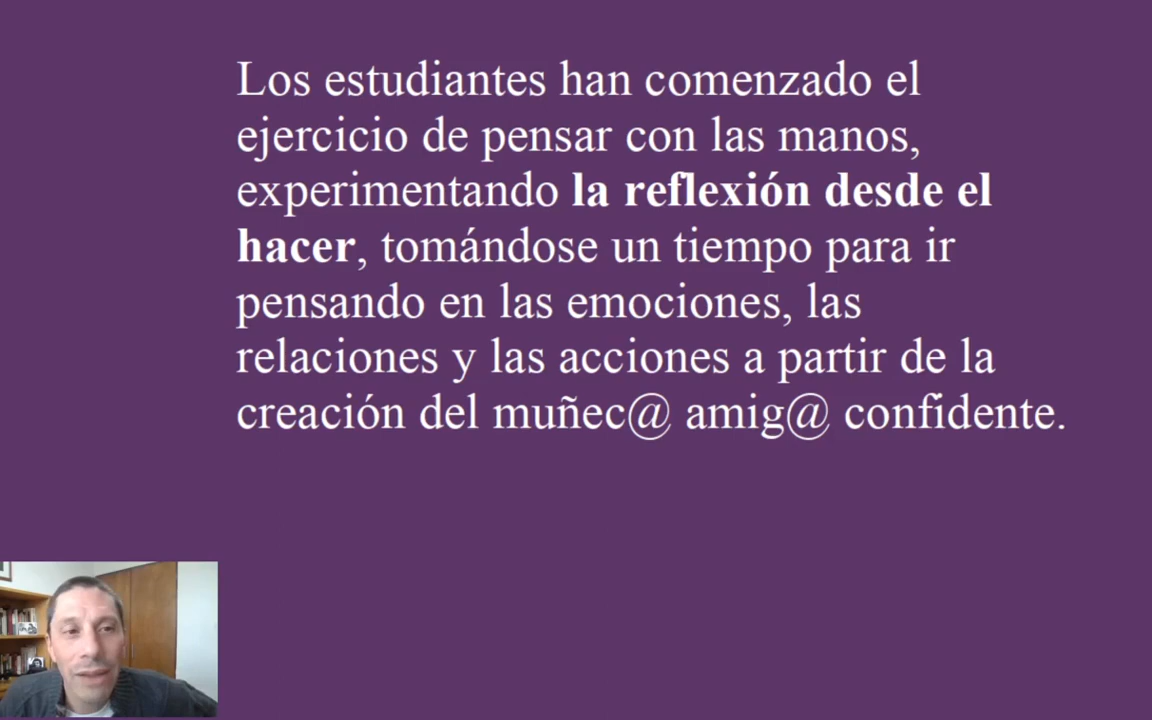 Los estudiantes han comenzado el
ejercicio de pensar con las manos,
experimentando la reflexión desde el
hacer, tomándose un tiempo para ir
pensando en las emociones, las
relaciones y las acciones a partir de la
creación del muñec@ amig@ confidente.